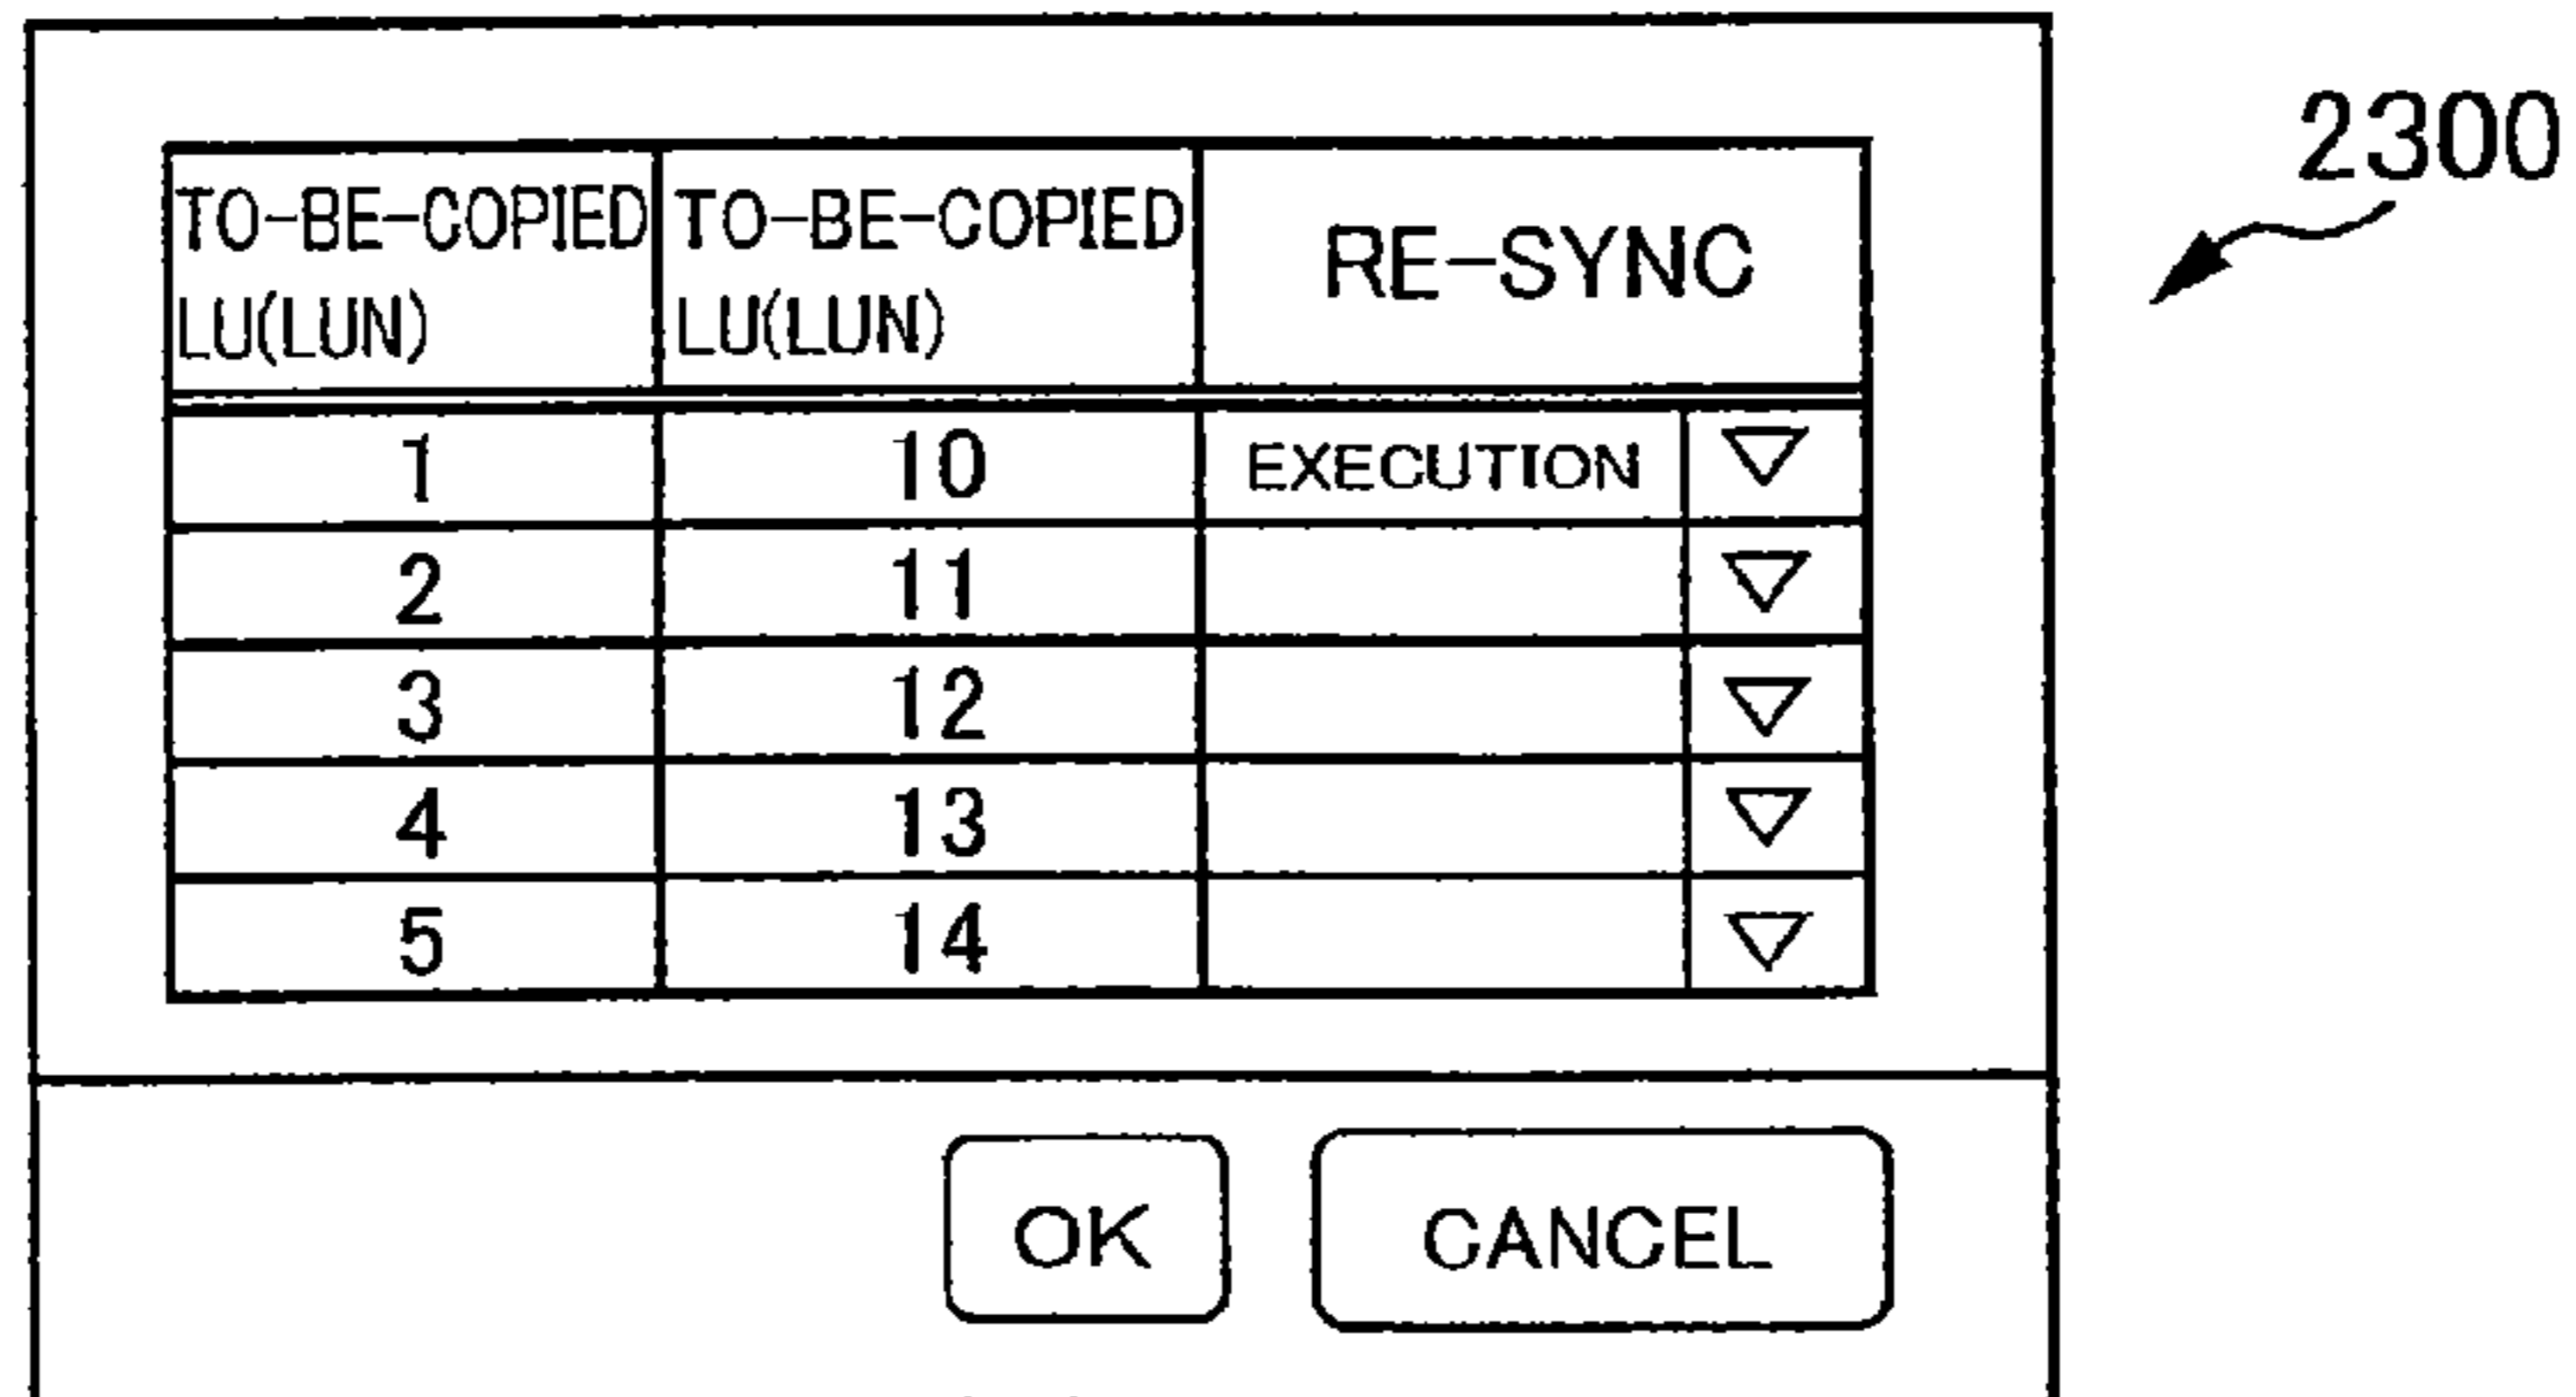 2300
TO-BE-COPIED LU(LUN) TO-BE-COPIED LU(LUN) RE-SYNC
1 10 EXECUTION
2 11
3 12
4 13
5 14
OK CANCEL